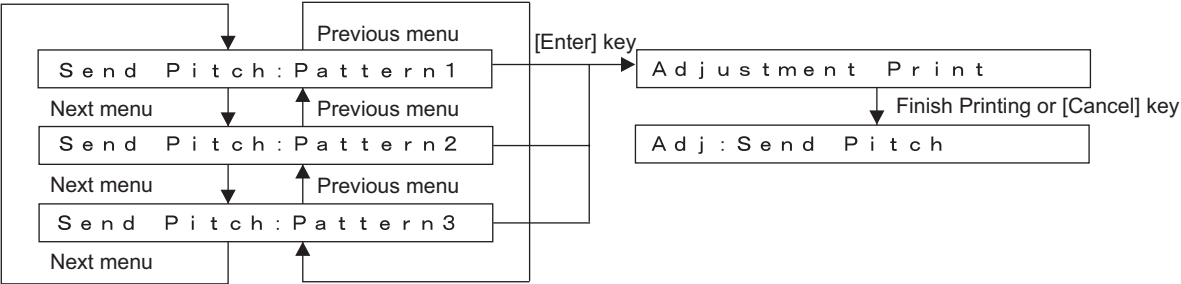 Previous menu
[Enter] key
Send Pitch:Pattern1
Adjustment Print
Next menu
Previous menu
Finish Printing or [Cancel] key
Send Pitch:Pattern2
Adj:Send Pitch
Next menu
Previous menu
Send Pitch:Pattern3
Next menu